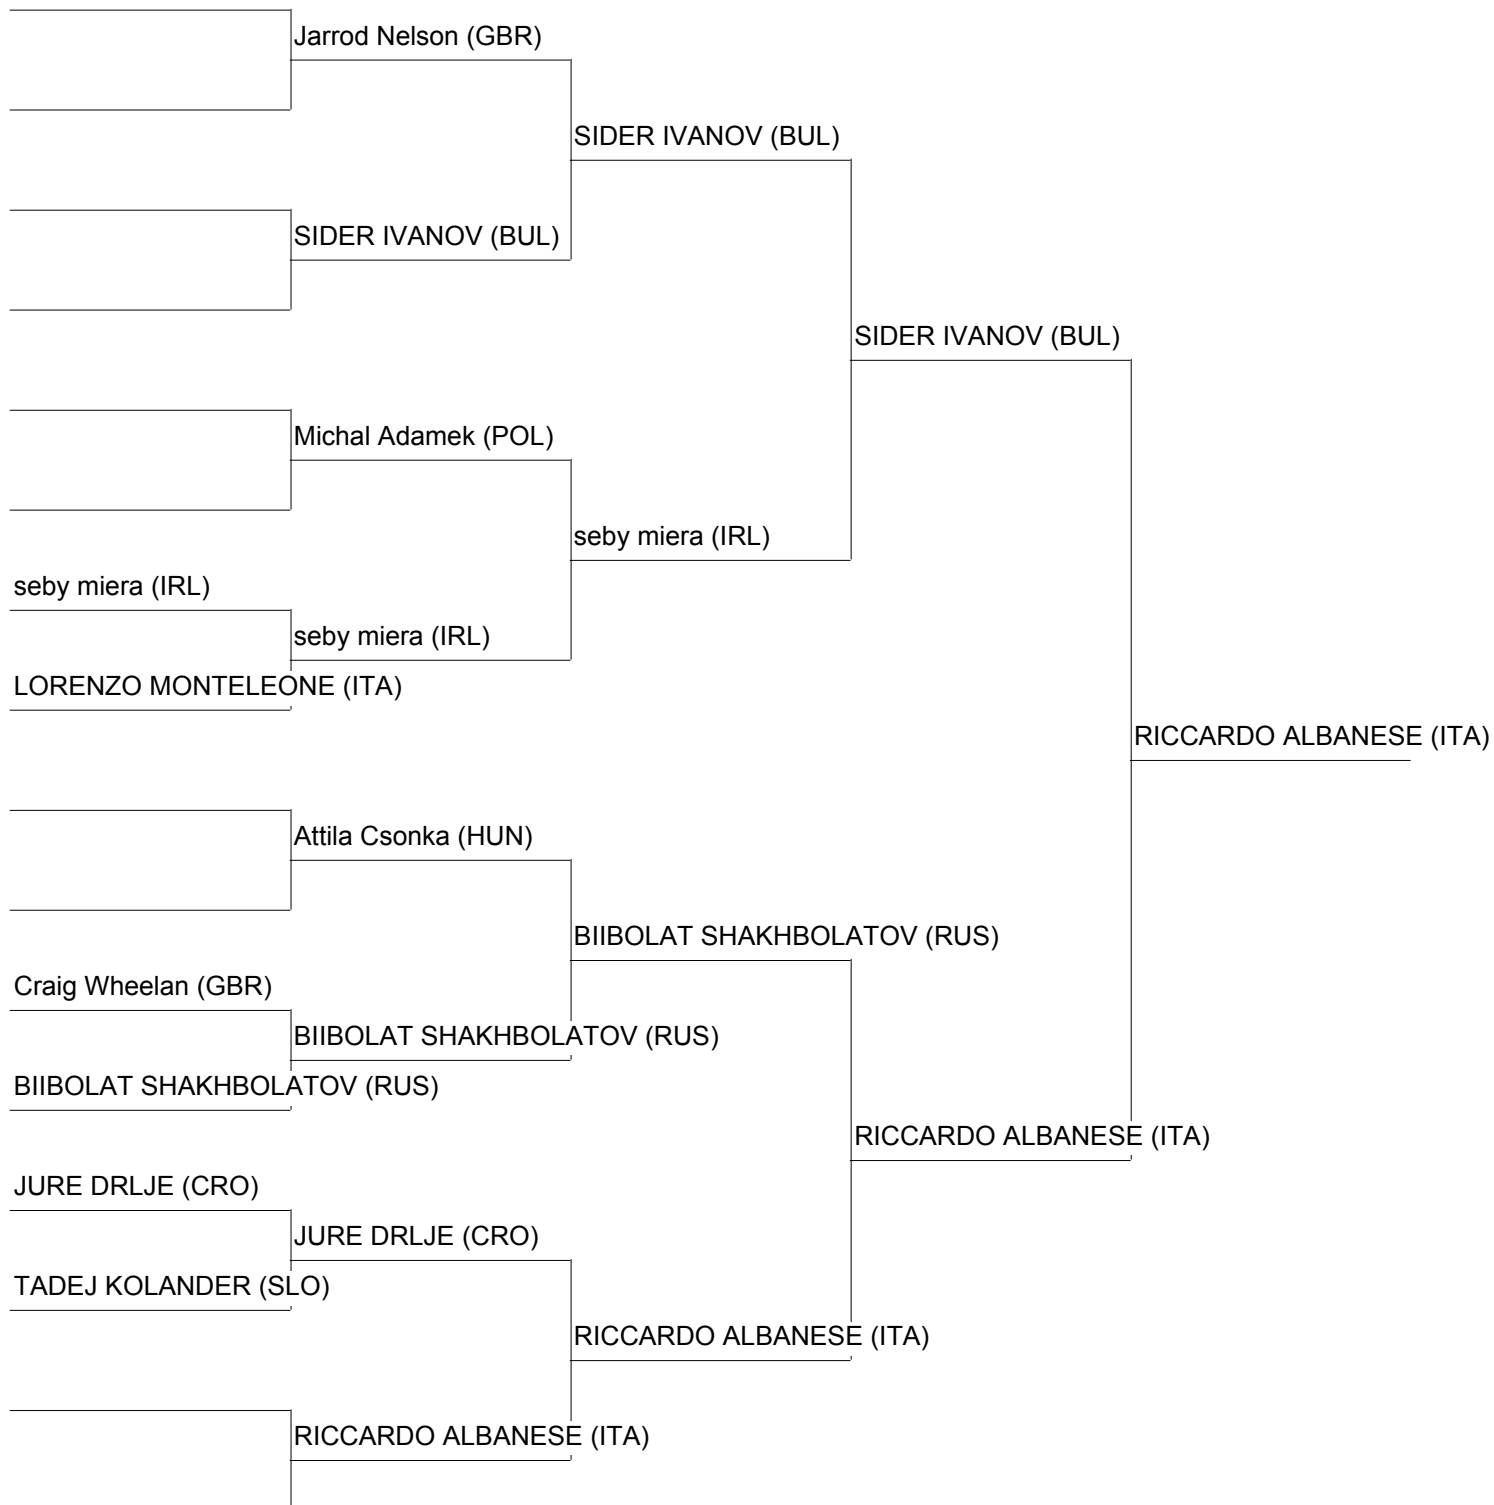 Jarrod Nelson (GBR)
SIDER IVANOV (BUL)
SIDER IVANOV (BUL)
SIDER IVANOV (BUL)
Michal Adamek (POL)
seby miera (IRL)
seby miera (IRL)
seby miera (IRL)
LORENZO MONTELEONE (ITA)
RICCARDO ALBANESE (ITA)
Attila Csonka (HUN)
BIIBOLAT SHAKHBOLATOV (RUS)
Craig Wheelan (GBR)
BIIBOLAT SHAKHBOLATOV (RUS)
BIIBOLAT SHAKHBOLATOV (RUS)
RICCARDO ALBANESE (ITA)
JURE DRLJE (CRO)
JURE DRLJE (CRO)
TADEJ KOLANDER (SLO)
RICCARDO ALBANESE (ITA)
RICCARDO ALBANESE (ITA)